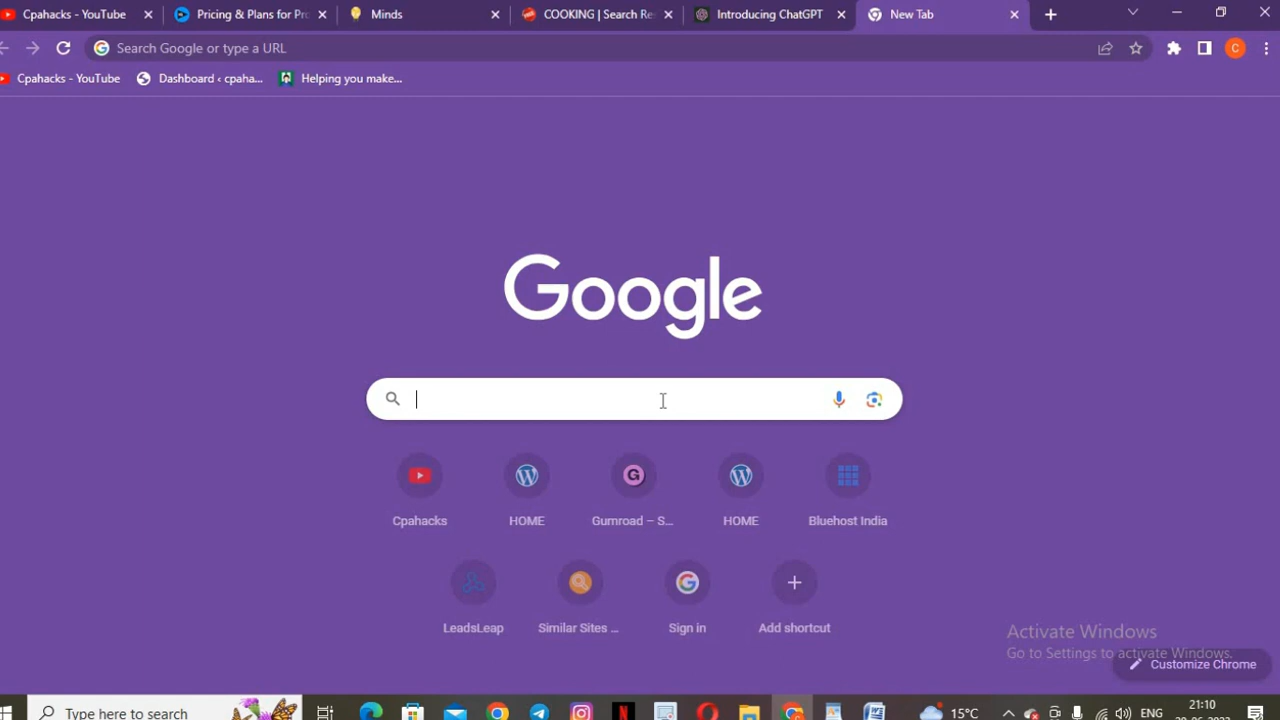 Cpahacks - YouTube
Pricing & Plans for Pr
Minds
COOKING | Search Re
Introducing ChatGPT
New Tab
Search Google or type a URL
C
Cpahacks - YouTube
Dashboard ‹ cpaha...
Helping you make...
Google
Cpahacks
HOME
Gumroad – S...
HOME
Bluehost India
LeadsLeap
Similar Sites ...
Sign in
Add shortcut
Activate Windows
Go to Settings to activate Windows.
Customize Chrome
Type here to search
15°C
ENG
21:10